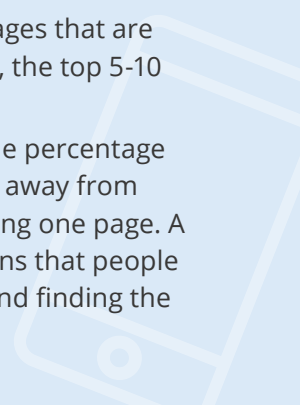 ages that are
, the top 5-10
e percentage
away from
ng one page. A
ns that people
nd finding the